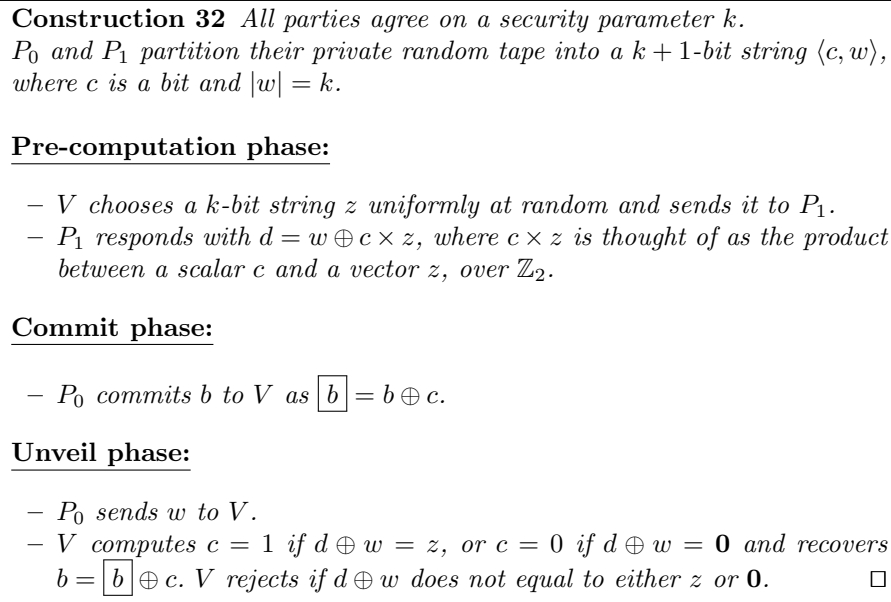 Construction 32 All parties agree on a security parameter k.
P₀ and P₁ partition their private random tape into a k + 1-bit string ⟨c, w⟩,
where c is a bit and |w| = k.
Pre-computation phase:
– V chooses a k-bit string z uniformly at random and sends it to P₁.
– P₁ responds with d = w ⊕ c × z, where c × z is thought of as the product
between a scalar c and a vector z, over ℤ₂.
Commit phase:
– P₀ commits b to V as b = b ⊕ c.
Unveil phase:
– P₀ sends w to V.
– V computes c = 1 if d ⊕ w = z, or c = 0 if d ⊕ w = 0 and recovers
b = b ⊕ c. V rejects if d ⊕ w does not equal to either z or 0. □